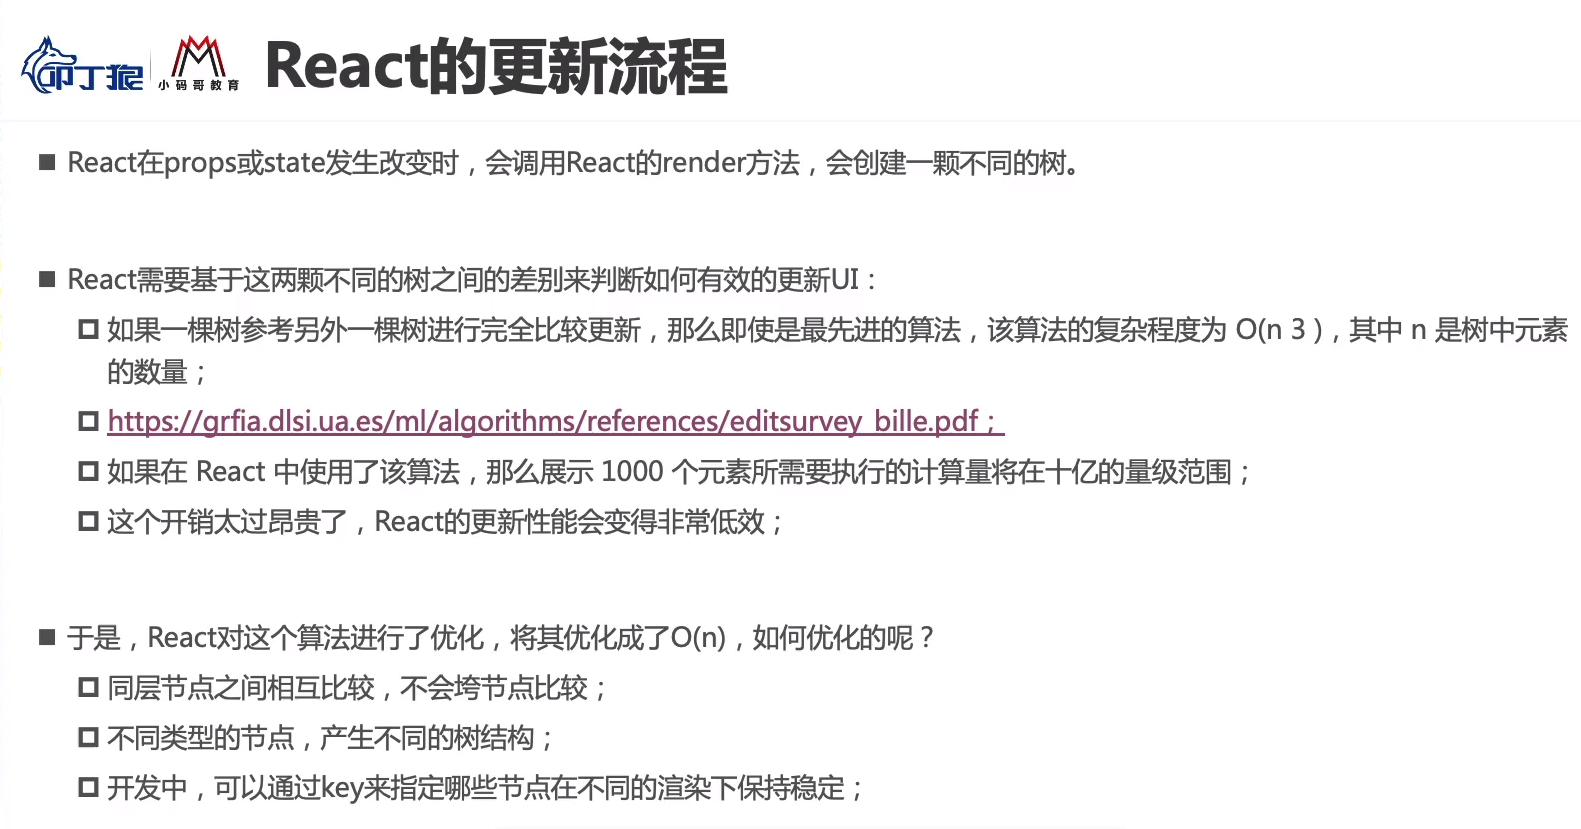 叩丁狼 小码哥教育 React的更新流程
React在props或state发生改变时，会调用React的render方法，会创建一颗不同的树。
React需要基于这两颗不同的树之间的差别来判断如何有效的更新UI：
如果一棵树参考另外一棵树进行完全比较更新，那么即使是最先进的算法，该算法的复杂程度为 O(n 3 )，其中 n 是树中元素
的数量；
https://grfia.dlsi.ua.es/ml/algorithms/references/editsurvey_bille.pdf；
如果在 React 中使用了该算法，那么展示 1000 个元素所需要执行的计算量将在十亿的量级范围；
这个开销太过昂贵了，React的更新性能会变得非常低效；
于是，React对这个算法进行了优化，将其优化成了O(n)，如何优化的呢？
同层节点之间相互比较，不会垮节点比较；
不同类型的节点，产生不同的树结构；
开发中，可以通过key来指定哪些节点在不同的渲染下保持稳定；